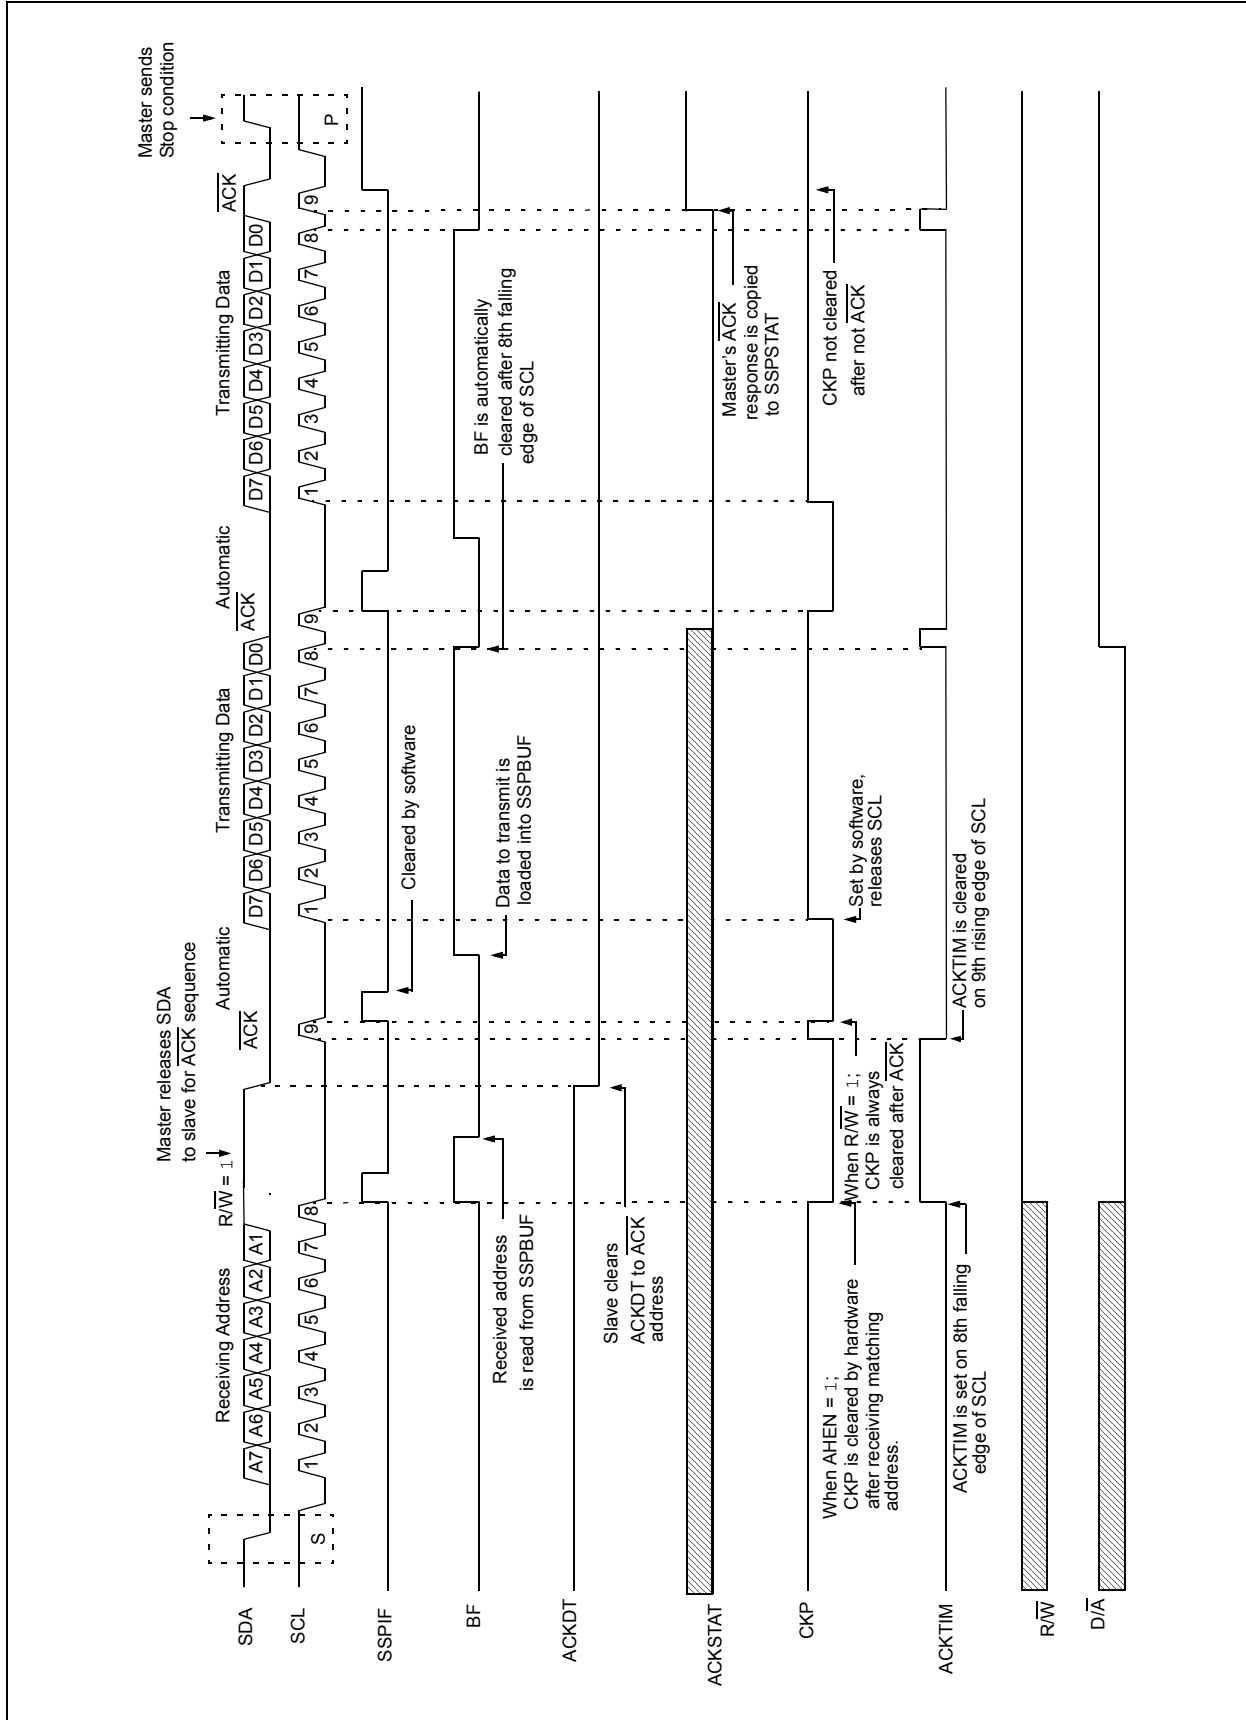 Master sends
Stop condition
Master releases SDA
to slave for ACK sequence
Receiving Address
R/W = 1
ACK
Automatic
Transmitting Data
ACK
Automatic
Transmitting Data
ACK
SDA
A7 A6 A5 A4 A3 A2 A1
D7 D6 D5 D4 D3 D2 D1 D0
D7 D6 D5 D4 D3 D2 D1 D0
SCL
S
1 2 3 4 5 6 7 8 9
1 2 3 4 5 6 7 8 9
1 2 3 4 5 6 7 8 9
P
SSPIF
Cleared by software
BF
Received address
is read from SSPBUF
Data to transmit is
loaded into SSPBUF
BF is automatically
cleared after 8th falling
edge of SCL
ACKDT
Slave clears
ACKDT to ACK
address
ACKSTAT
Master's ACK
response is copied
to SSPSTAT
CKP
When AHEN = 1;
CKP is cleared by hardware
after receiving matching
address.
When R/W = 1;
CKP is always
cleared after ACK
Set by software,
releases SCL
CKP not cleared
after not ACK
ACKTIM
ACKTIM is set on 8th falling
edge of SCL
ACKTIM is cleared
on 9th rising edge of SCL
R/W
D/A